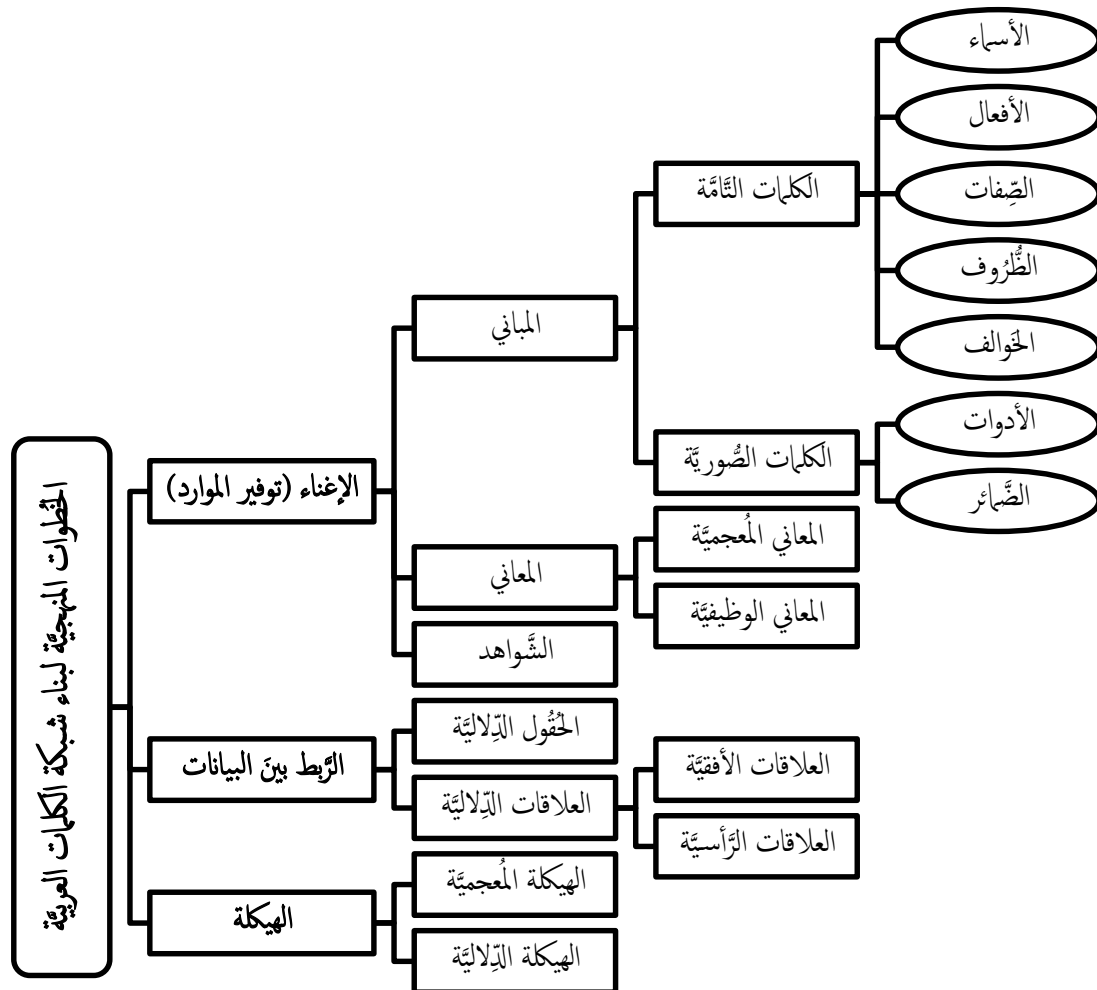 الخُطوات المنهجيَّة لبناء شبكة الكلمات العربيَّة
الإغناء (توفير الموارد)
المباني
الكلمات التَّامَّة
الأسماء
الأفعال
الصِّفات
الظُّرُوف
الخَوالف
الكلمات الصُّوريَّة
الأدوات
الضَّمائر
المعاني
المعاني المُعجميَّة
المعاني الوظيفيَّة
الشَّواهد
الرَّبط بينَ البيانات
الحُقُول الدِّلاليَّة
العلاقات الدِّلاليَّة
العلاقات الأفقيَّة
العلاقات الرَّأسيَّة
الهيكلة
الهيكلة المُعجميَّة
الهيكلة الدِّلاليَّة